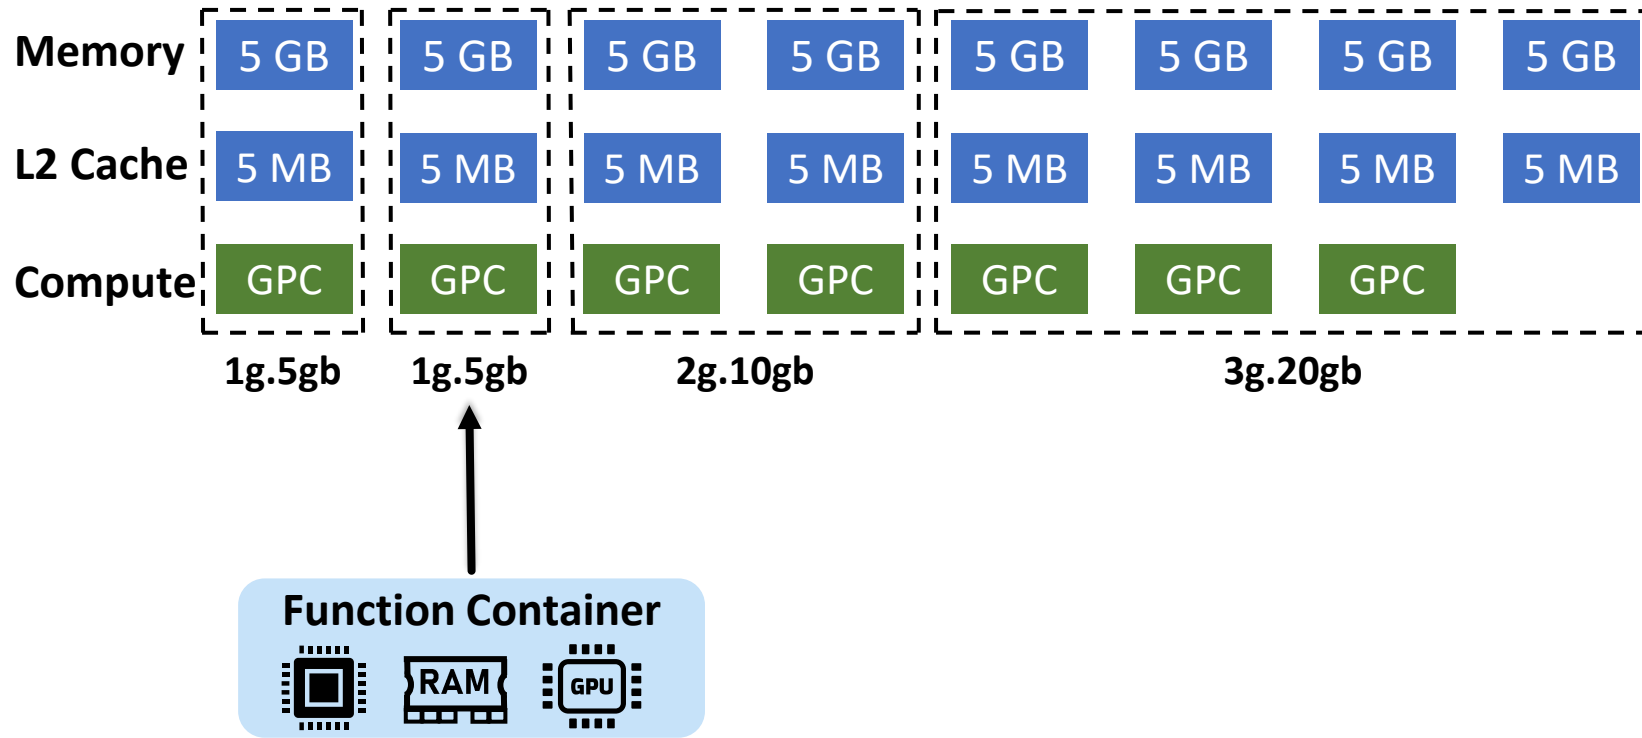 Memory 5 GB 5 GB 5 GB 5 GB 5 GB 5 GB 5 GB 5 GB
L2 Cache 5 MB 5 MB 5 MB 5 MB 5 MB 5 MB 5 MB 5 MB
Compute GPC GPC GPC GPC GPC GPC GPC
1g.5gb 1g.5gb 2g.10gb 3g.20gb
Function Container
RAM GPU